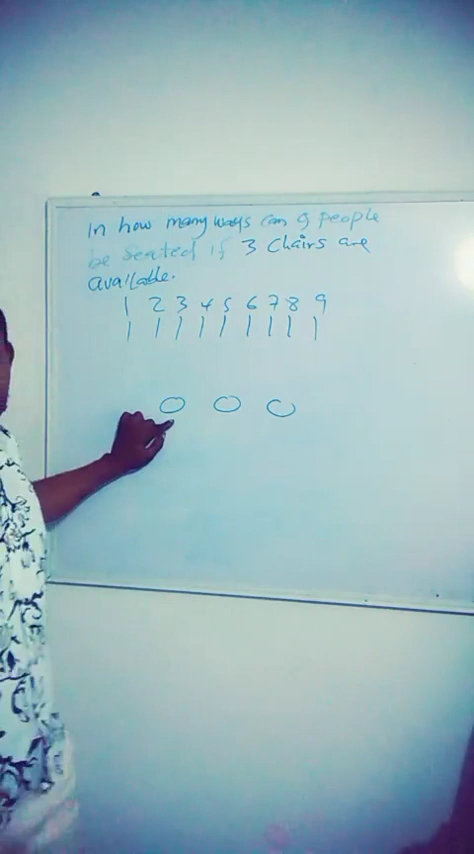 In how many ways can 9 people
be seated if 3 chairs are
available.
1 2 3 4 5 6 7 8 9